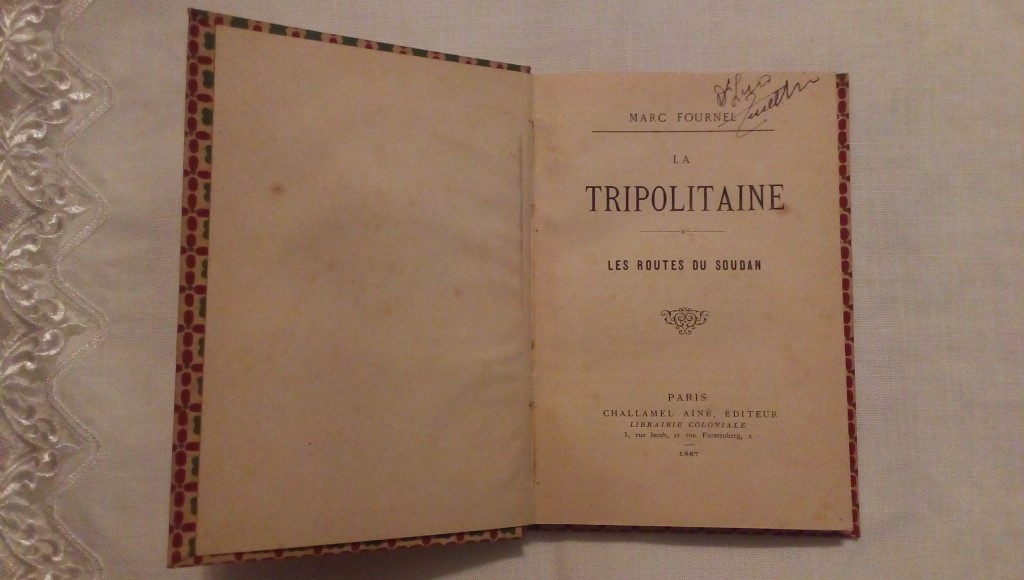 MARC FOURNEL
LA
TRIPOLITAINE
LES ROUTES DU SOUDAN
PARIS
CHALLAMEL AINÉ, ÉDITEUR
LIBRAIRIE COLONIALE
5, rue Jacob, et rue Furstenberg, 2
1887